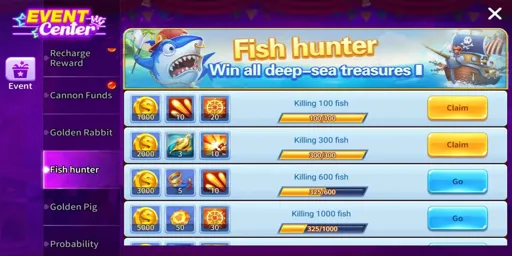 EVENT
Center
Event
Recharge
Reward
Cannon Funds
Golden Rabbit
Fish hunter
Golden Pig
Probability
Fish hunter
Win all deep-sea treasures!
1000 10 20
Killing 100 fish
100/100
Claim
2000 3 10
Killing 300 fish
300/300
Claim
3000 5 10
Killing 600 fish
325/600
Go
5000 50 30
Killing 1000 fish
325/1000
Go